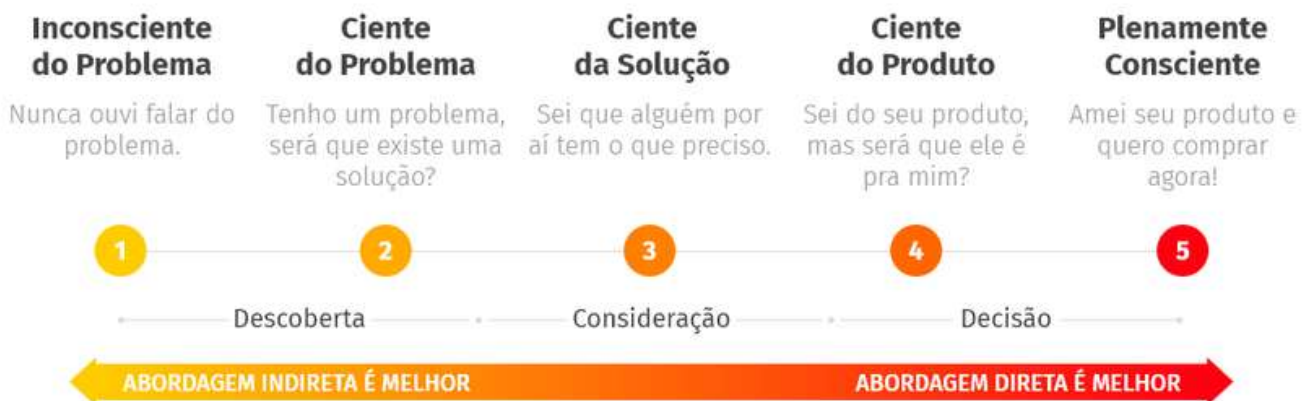 Inconsciente
do Problema
Nunca ouvi falar do
problema.
Ciente
do Problema
Tenho um problema,
será que existe uma
solução?
Ciente
da Solução
Sei que alguém por
aí tem o que preciso.
Ciente
do Produto
Sei do seu produto,
mas será que ele é
pra mim?
Plenamente
Consciente
Amei seu produto e
quero comprar
agora!
1
2
3
4
5
Descoberta
Consideração
Decisão
ABORDAGEM INDIRETA É MELHOR
ABORDAGEM DIRETA É MELHOR